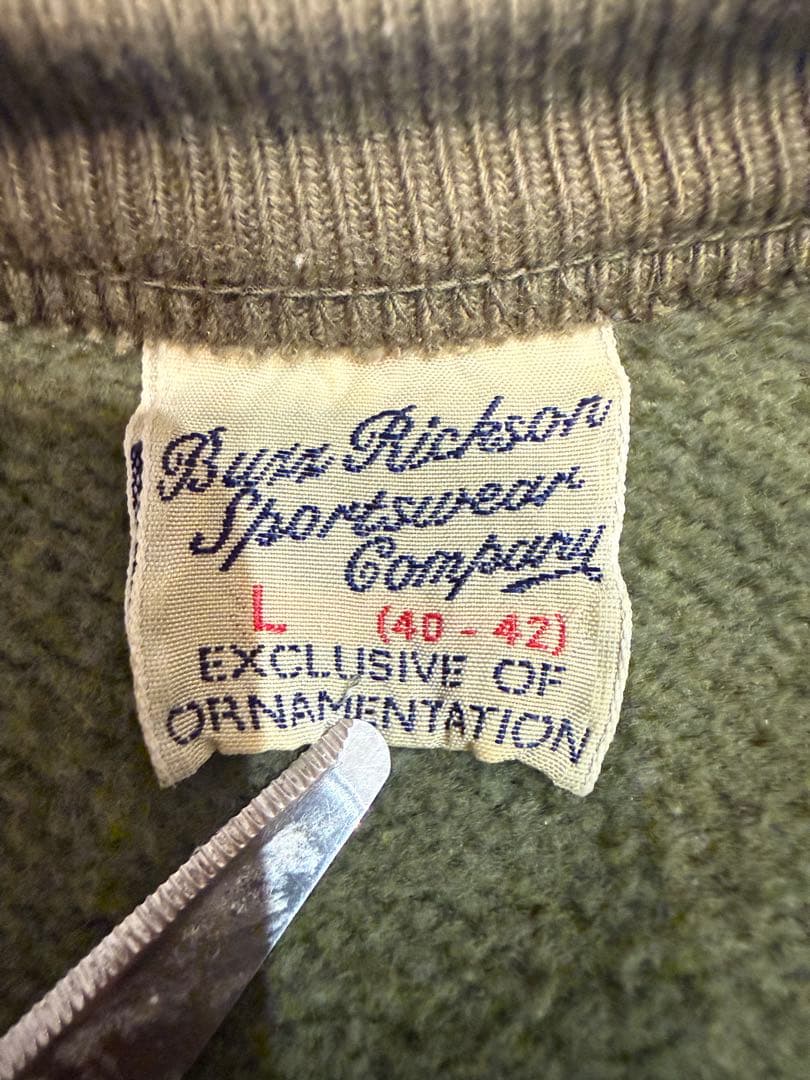 Buzz Rickson
Sportswear
Company
L (40 - 42)
EXCLUSIVE OF
ORNAMENTATION